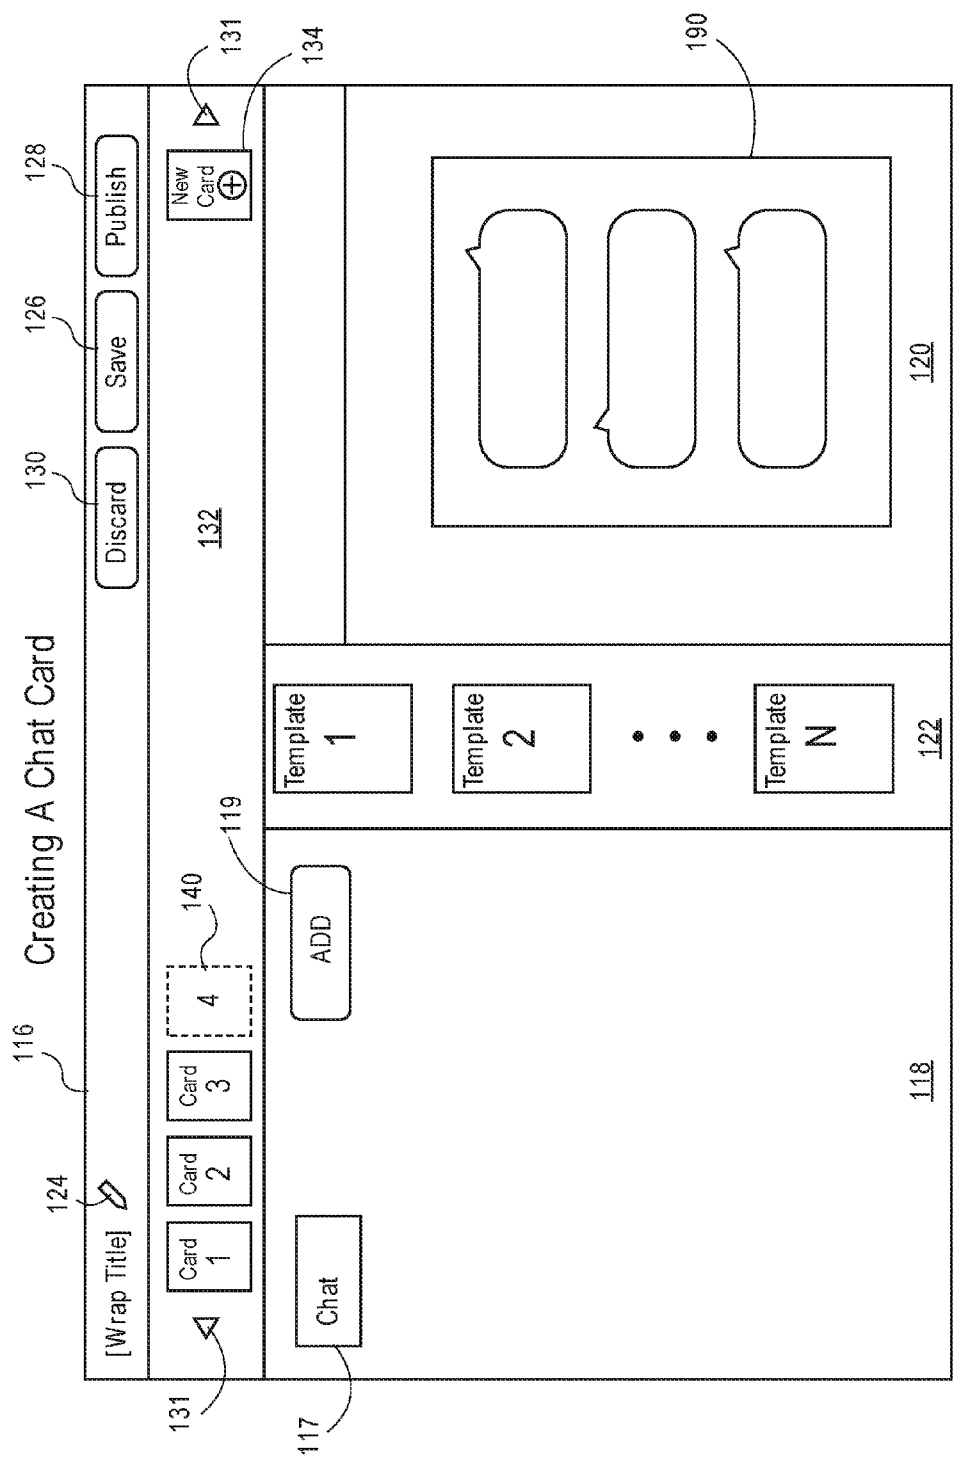 Creating A Chat Card
116
124
130
126
128
[Wrap Title]
Discard
Save
Publish
131
131
134
140
132
Card
1
Card
2
Card
3
4
New
Card
117
119
Chat
ADD
118
Template
1
Template
2
Template
N
122
190
120